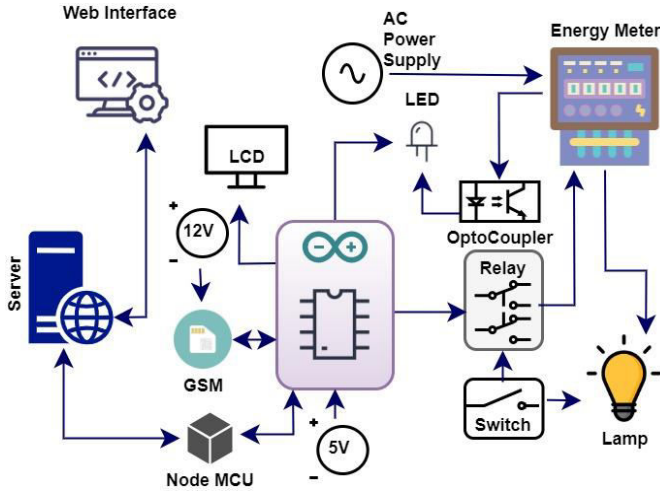 Web Interface
AC
Power
Supply
Energy Meter
LED
LCD
+
12V
-
OptoCoupler
Server
Relay
GSM
Switch
Lamp
+
5V
-
Node MCU